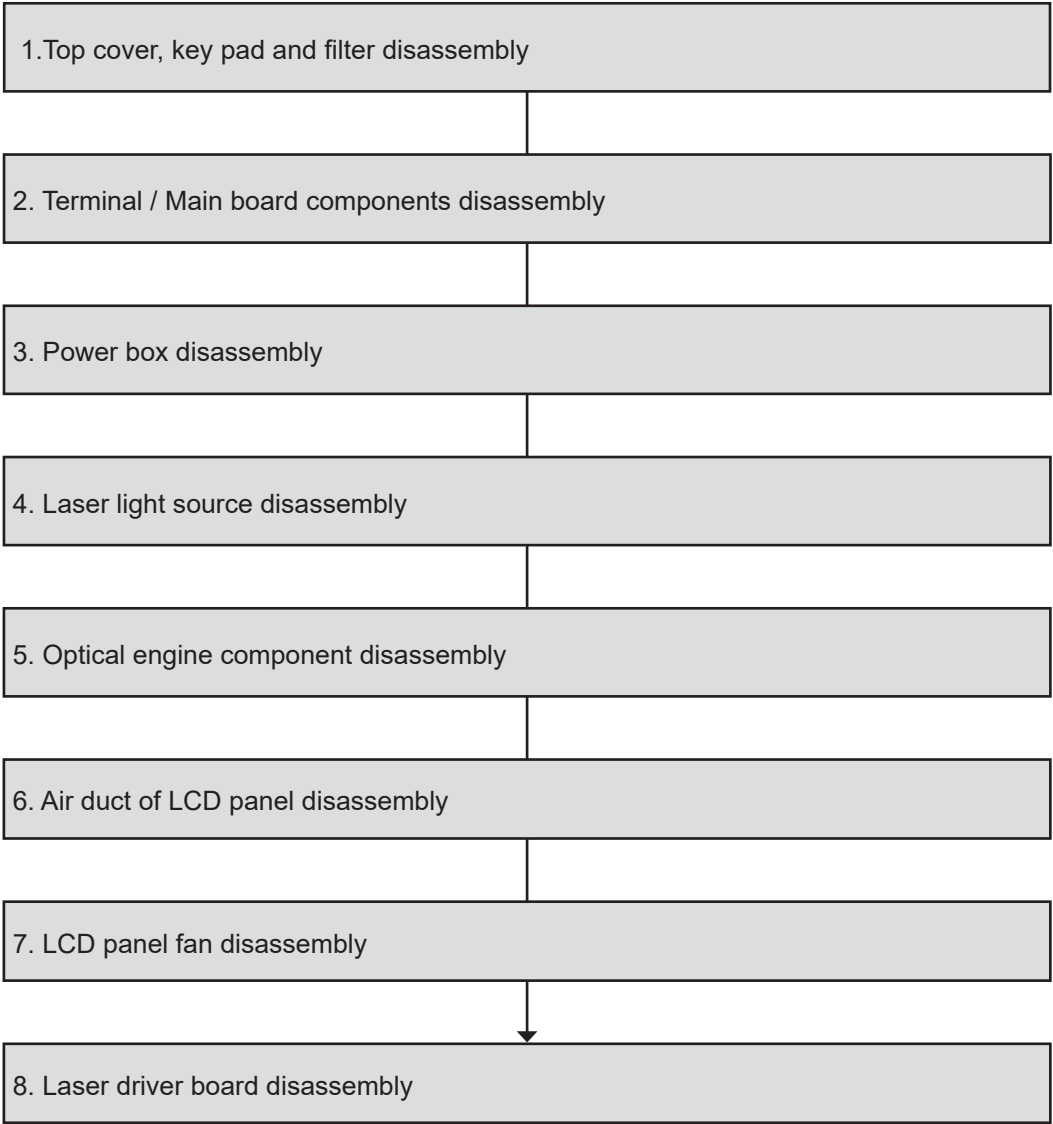 1.Top cover, key pad and filter disassembly
2. Terminal / Main board components disassembly
3. Power box disassembly
4. Laser light source disassembly
5. Optical engine component disassembly
6. Air duct of LCD panel disassembly
7. LCD panel fan disassembly
8. Laser driver board disassembly